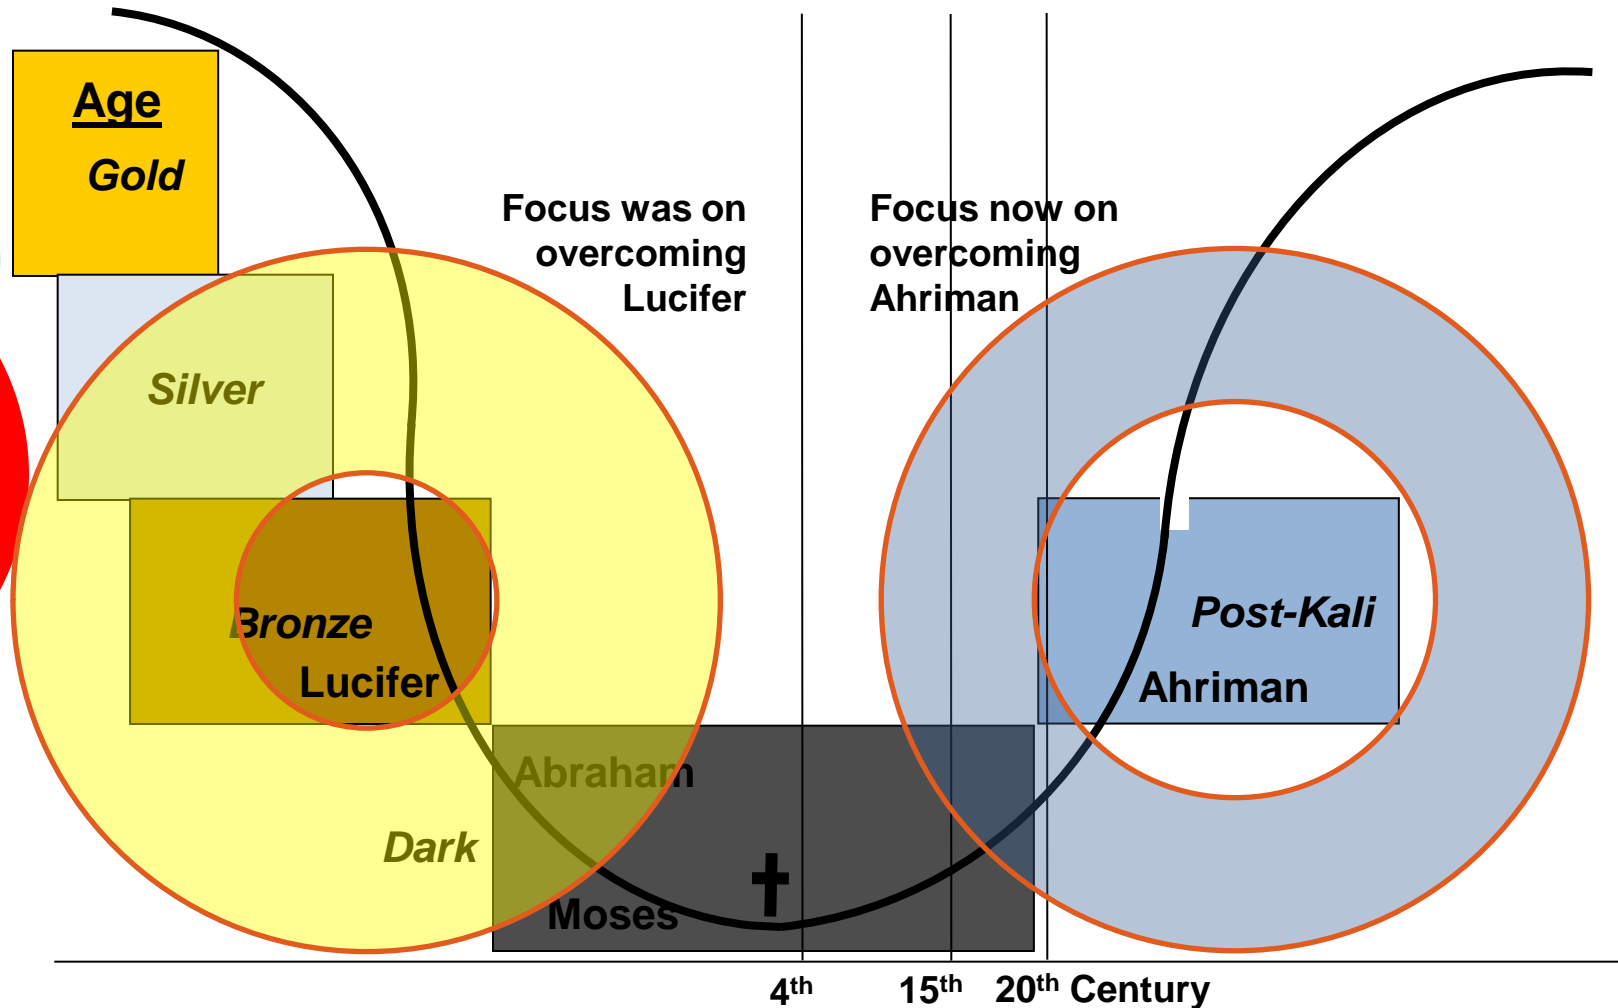 Age
Gold
Focus was on
overcoming
Lucifer
Focus now on
overcoming
Ahriman
Silver
Bronze
Lucifer
Post-Kali
Ahriman
Abraham
Dark
Moses
4th
15th
20th Century